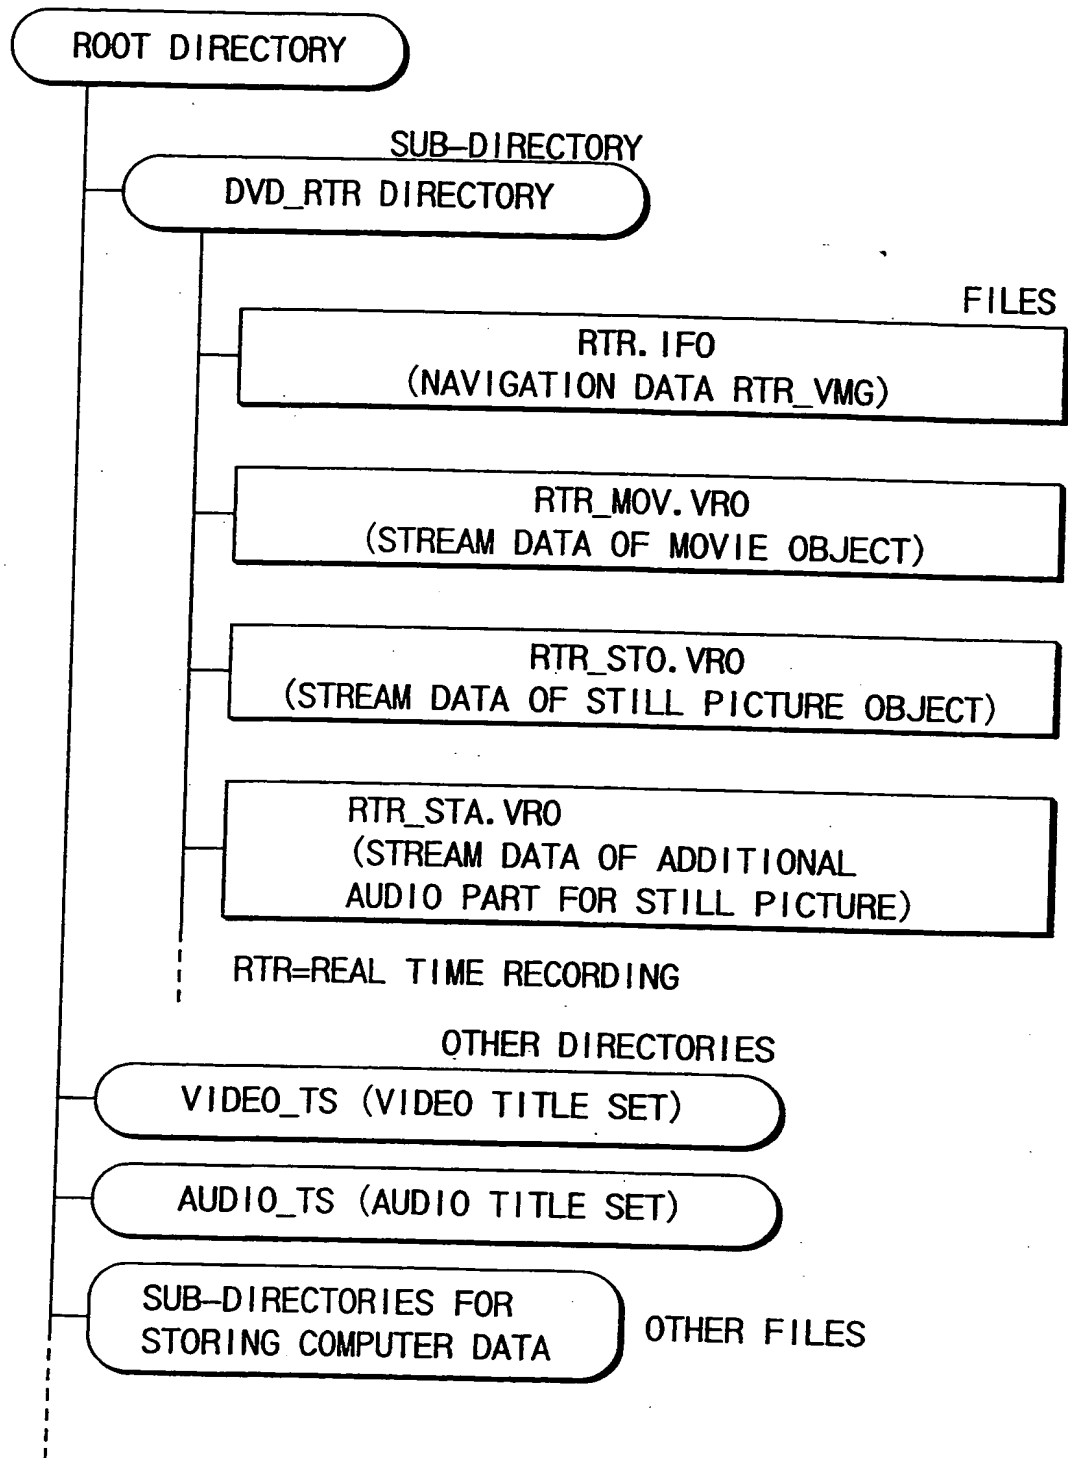 ROOT DIRECTORY
SUB-DIRECTORY
DVD_RTR DIRECTORY
FILES
RTR.IFO
(NAVIGATION DATA RTR_VMG)
RTR_MOV.VRO
(STREAM DATA OF MOVIE OBJECT)
RTR_STO.VRO
(STREAM DATA OF STILL PICTURE OBJECT)
RTR_STA.VRO
(STREAM DATA OF ADDITIONAL
AUDIO PART FOR STILL PICTURE)
RTR=REAL TIME RECORDING
OTHER DIRECTORIES
VIDEO_TS (VIDEO TITLE SET)
AUDIO_TS (AUDIO TITLE SET)
SUB-DIRECTORIES FOR
STORING COMPUTER DATA
OTHER FILES